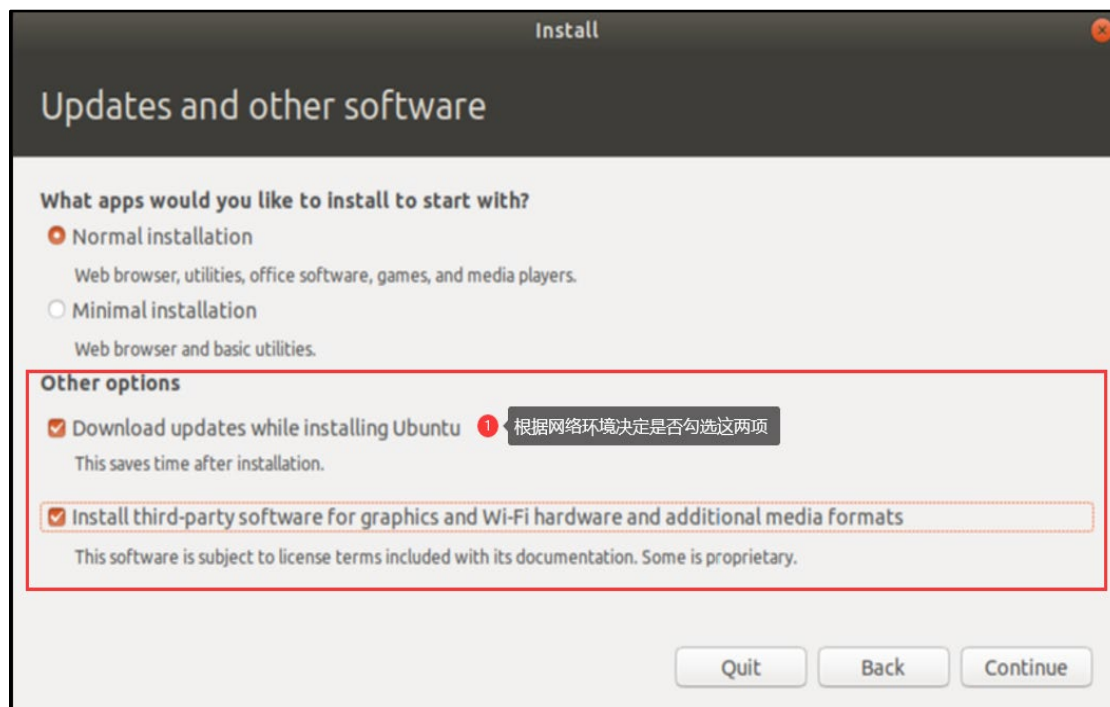 Install
Updates and other software
What apps would you like to install to start with?
Normal installation
Web browser, utilities, office software, games, and media players.
Minimal installation
Web browser and basic utilities.
Other options
Download updates while installing Ubuntu 1 根据网络环境决定是否勾选这两项
This saves time after installation.
Install third-party software for graphics and Wi-Fi hardware and additional media formats
This software is subject to license terms included with its documentation. Some is proprietary.
Quit Back Continue